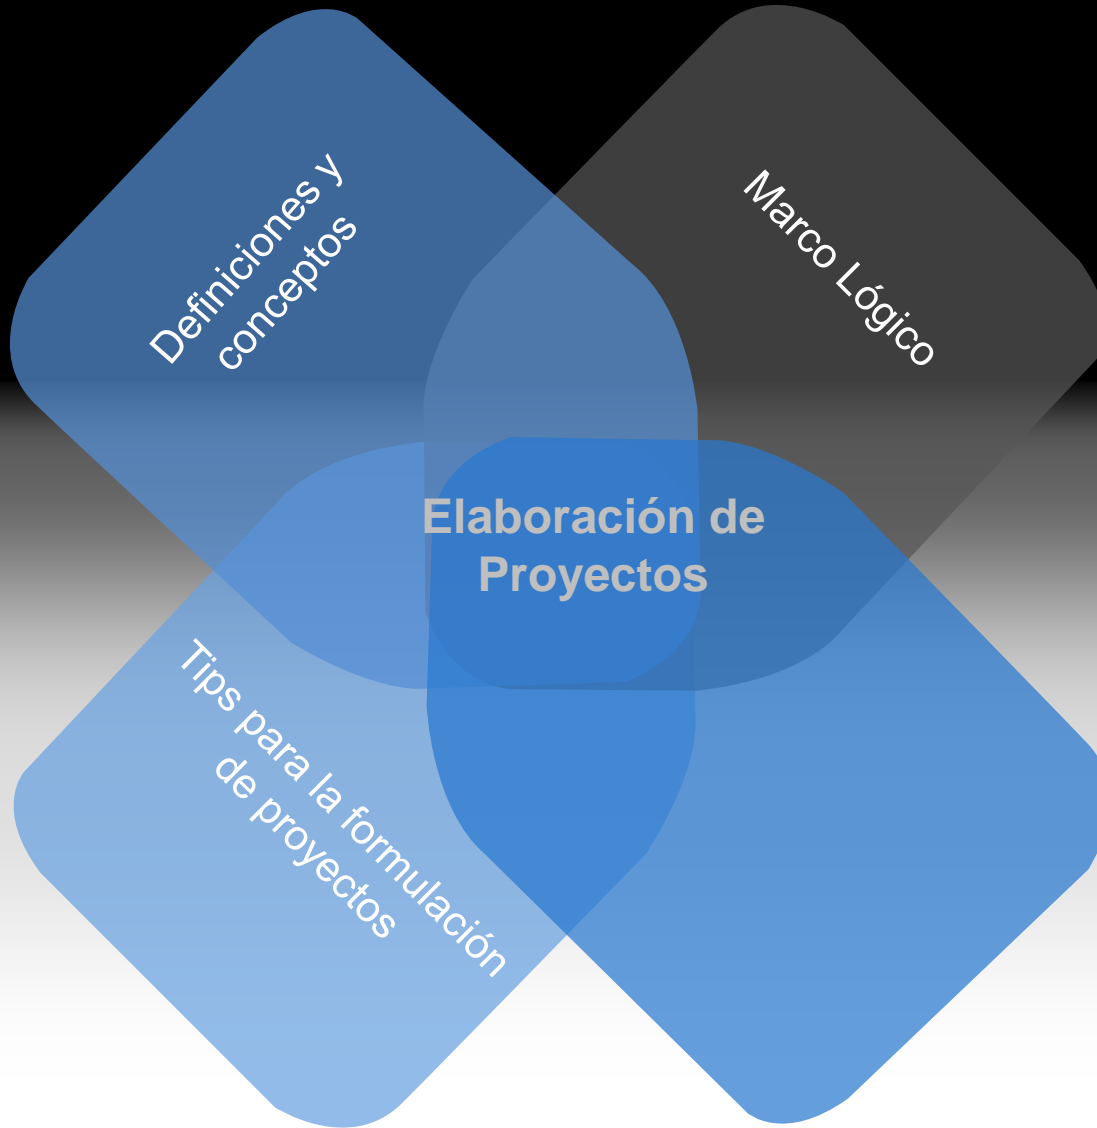 Definiciones y
conceptos
Marco Lógico
Elaboración de
Proyectos
Tips para la formulación
de proyectos